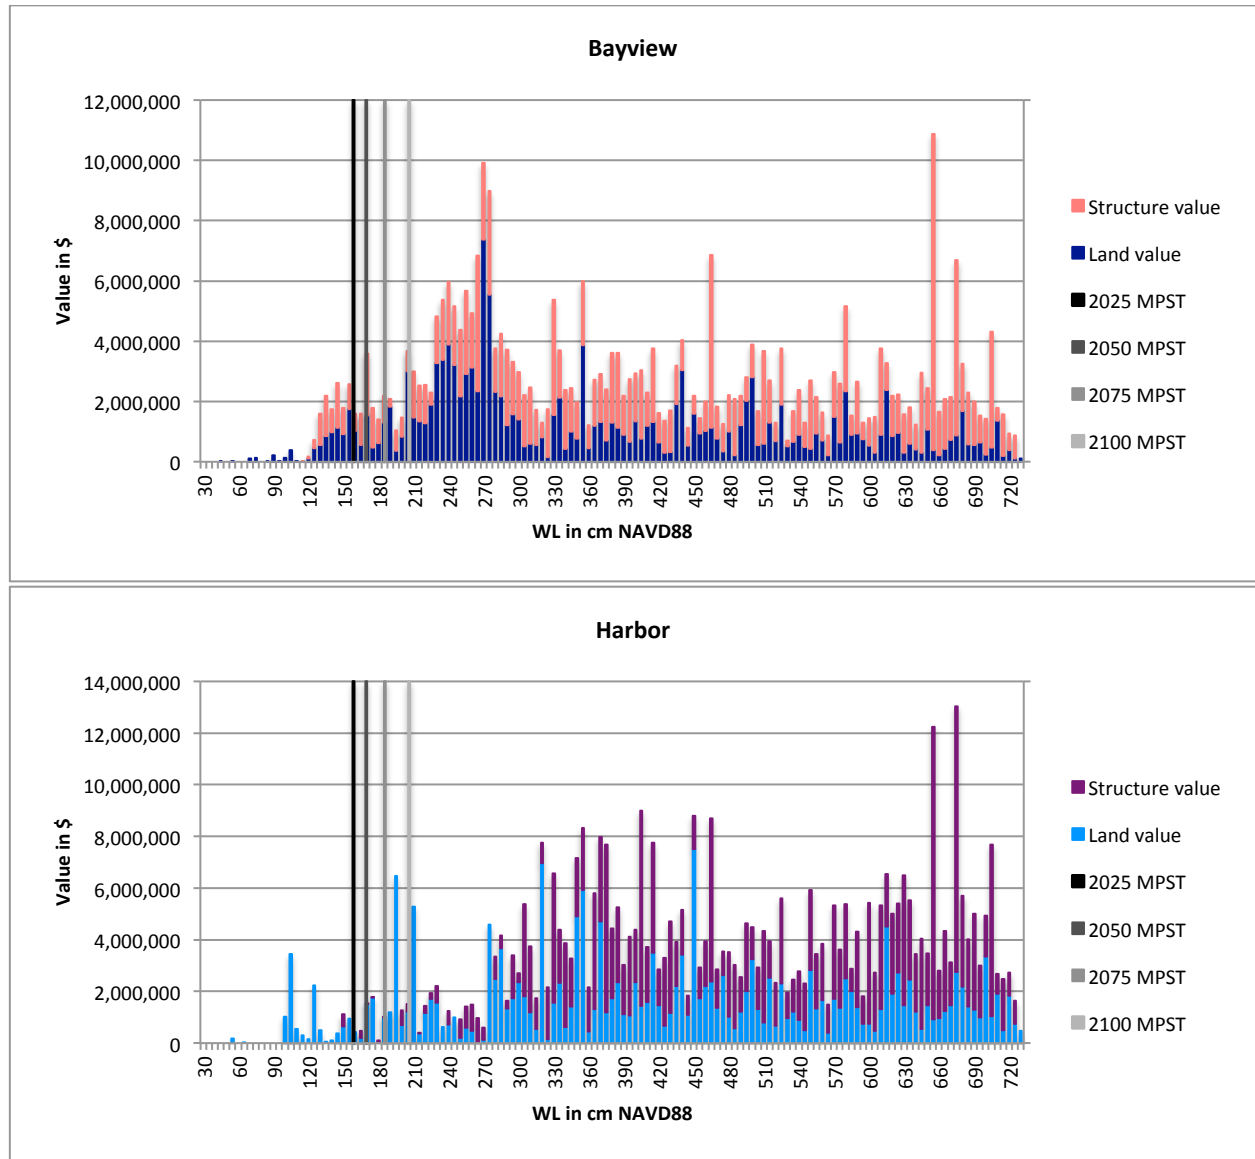 Bayview
12,000,000
10,000,000
8,000,000
6,000,000
4,000,000
2,000,000
0
Value in $
30 60 90 120 150 180 210 240 270 300 330 360 390 420 450 480 510 540 570 600 630 660 690 720
WL in cm NAVD88
Structure value
Land value
2025 MPST
2050 MPST
2075 MPST
2100 MPST
Harbor
14,000,000
12,000,000
10,000,000
8,000,000
6,000,000
4,000,000
2,000,000
0
Value in $
30 60 90 120 150 180 210 240 270 300 330 360 390 420 450 480 510 540 570 600 630 660 690 720
WL in cm NAVD88
Structure value
Land value
2025 MPST
2050 MPST
2075 MPST
2100 MPST